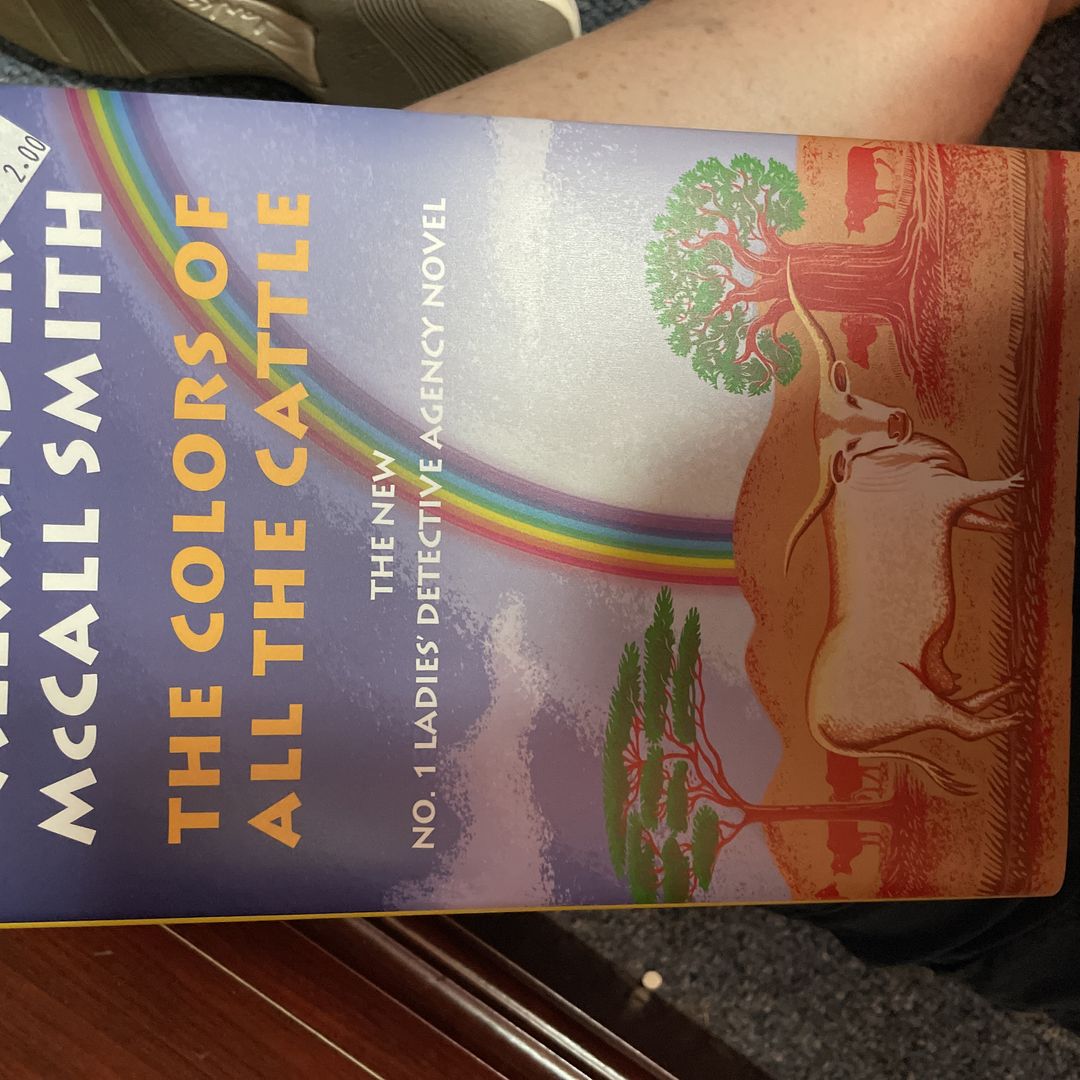 2.00
McCALL SMITH
THE COLORS OF
ALL THE CATTLE
THE NEW
NO. 1 LADIES' DETECTIVE AGENCY NOVEL